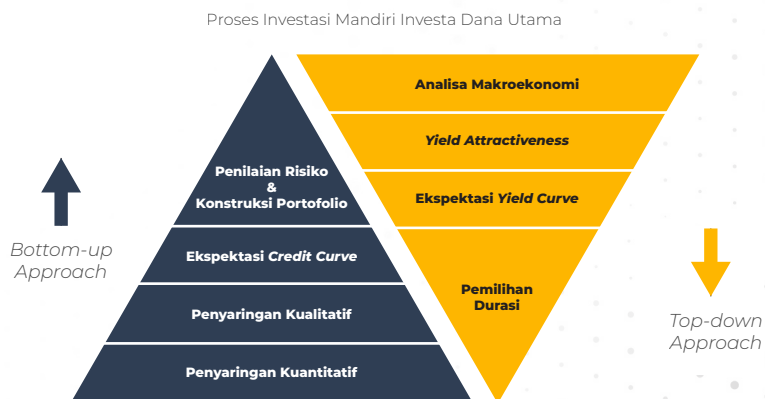 Proses Investasi Mandiri Investa Dana Utama
Bottom-up
Approach
Penilaian Risiko
&
Konstruksi Portofolio
Ekspektasi Credit Curve
Penyaringan Kualitatif
Penyaringan Kuantitatif
Analisa Makroekonomi
Yield Attractiveness
Ekspektasi Yield Curve
Pemilihan
Durasi
Top-down
Approach